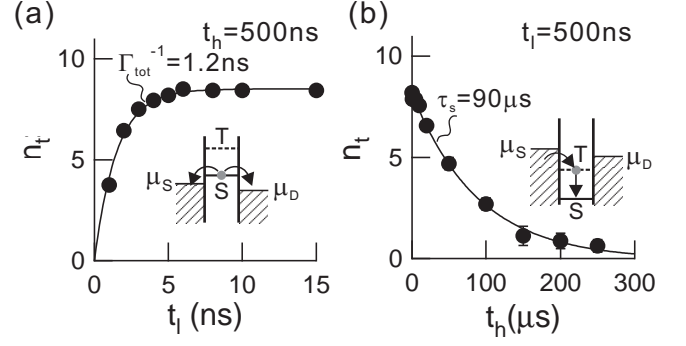 (a)
t_h=500ns
Γ_tot^-1=1.2ns
10
5
0
n_t
T
S
μ_S
μ_D
0
5
10
15
t_l (ns)
(b)
t_l=500ns
τ_s=90μs
10
5
0
n_t
μ_S
T
μ_D
S
0
100
200
300
t_h(μs)